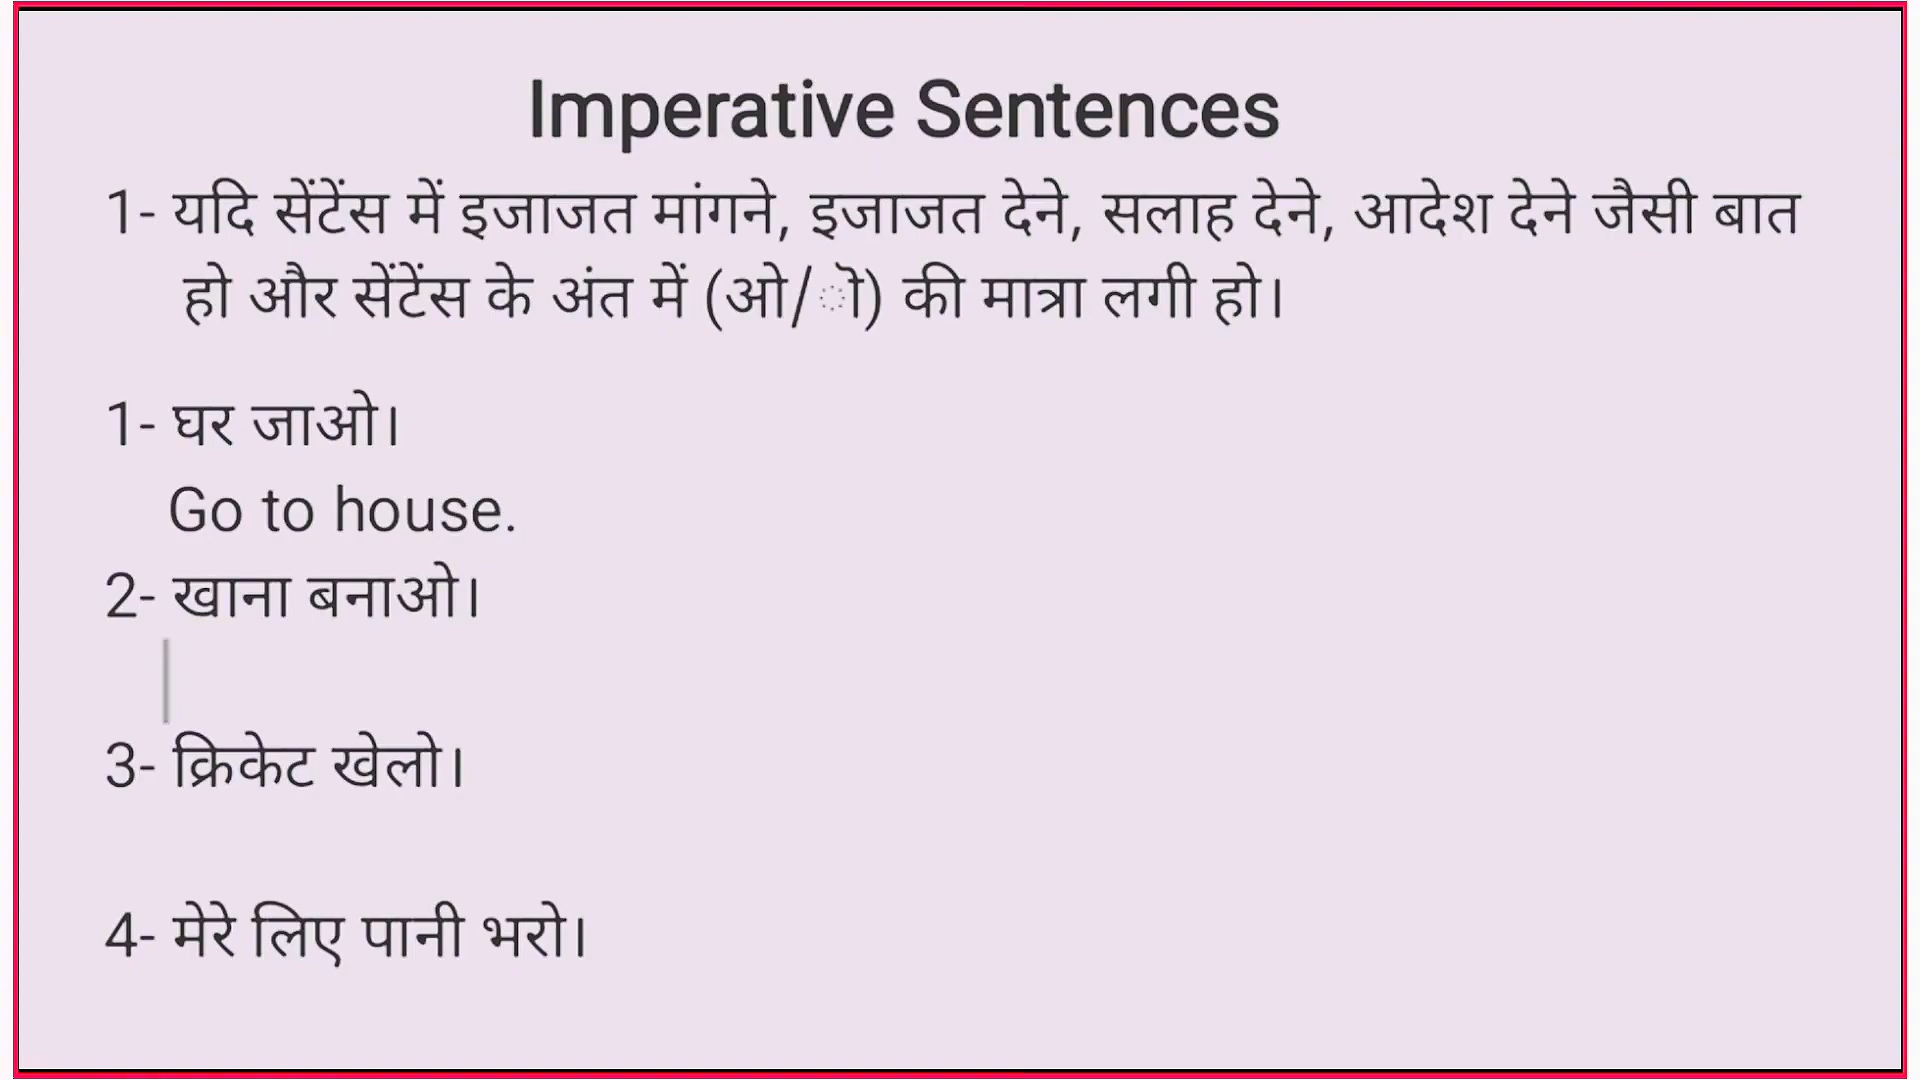 Imperative Sentences
1- यदि सेंटेंस में इजाजत मांगने, इजाजत देने, सलाह देने, आदेश देने जैसी बात
हो और सेंटेंस के अंत में (ओ/ॊ) की मात्रा लगी हो।
1- घर जाओ।
Go to house.
2- खाना बनाओ।
3- क्रिकेट खेलो।
4- मेरे लिए पानी भरो।